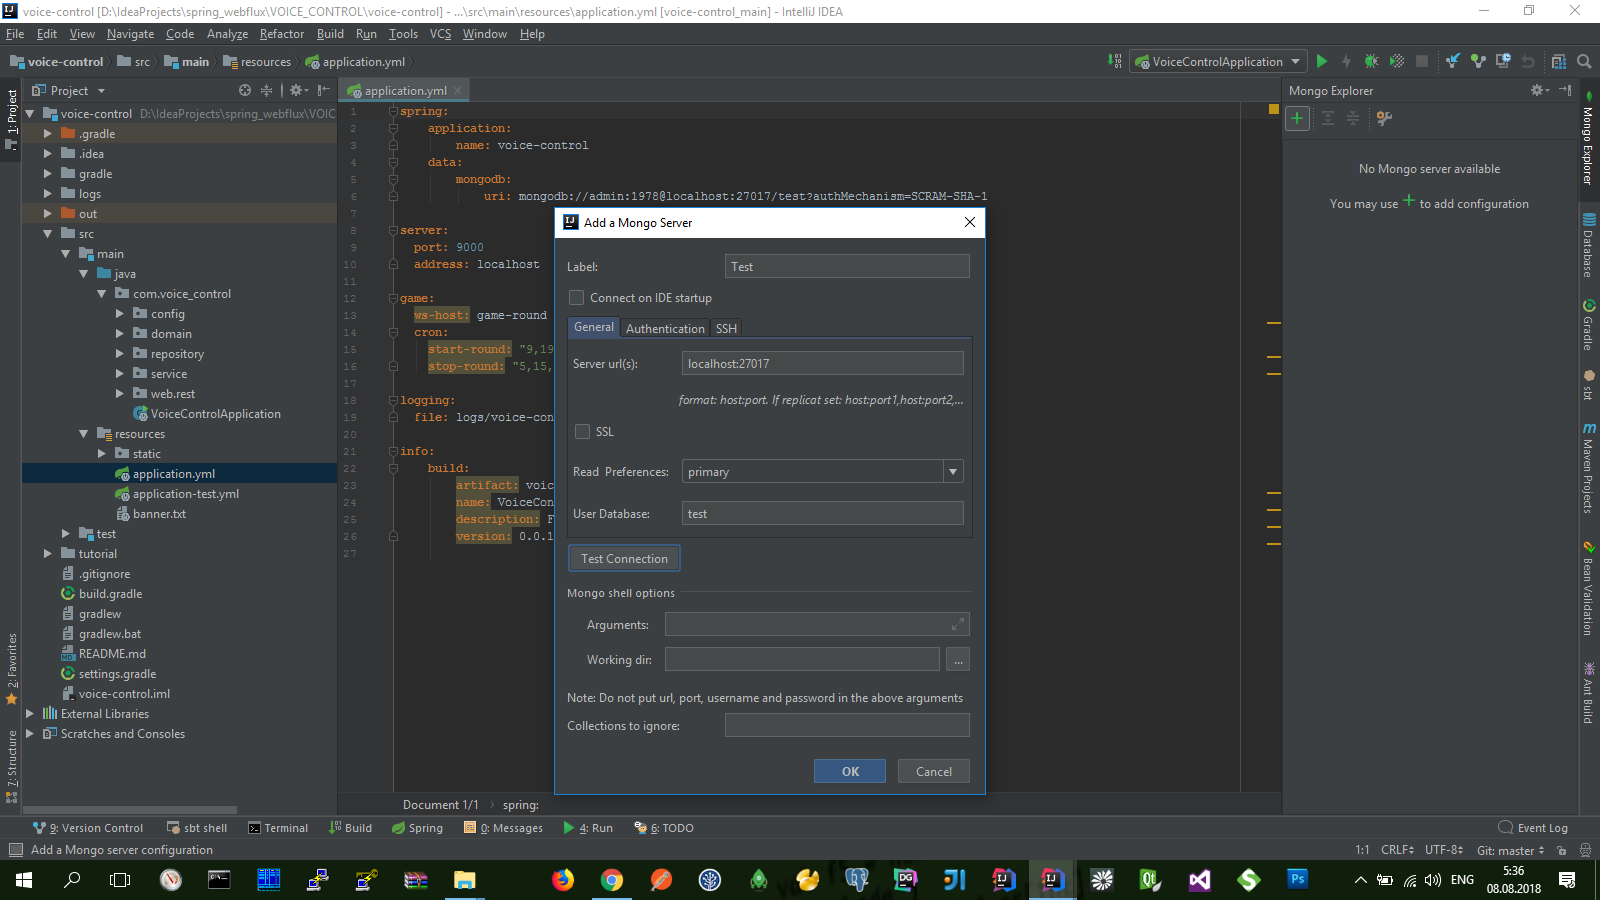 voice-control [D:\IdeaProjects\spring_webflux\VOICE_CONTROL\voice-control] - ...\src\main\resources\application.yml [voice-control_main] - IntelliJ IDEA
File Edit View Navigate Code Analyze Refactor Build Run Tools VCS Window Help
voice-control src main resources application.yml
VoiceControlApplication
Project
application.yml
Mongo Explorer
1: Project
2: Favorites
7: Structure
voice-control D:\IdeaProjects\spring_webflux\VOIC
.gradle
.idea
gradle
logs
out
src
main
java
com.voice_control
config
domain
repository
service
web.rest
VoiceControlApplication
resources
static
application.yml
application-test.yml
banner.txt
test
tutorial
.gitignore
build.gradle
gradlew
gradlew.bat
README.md
settings.gradle
voice-control.iml
External Libraries
Scratches and Consoles
1 spring:
2 application:
3 name: voice-control
4 data:
5 mongodb:
6 uri: mongodb://admin:1978@localhost:27017/test?authMechanism=SCRAM-SHA-1
7
8 server:
9 port: 9000
10 address: localhost
11
12 game:
13 ws-host: game-round
14 cron:
15 start-round: "9,19
16 stop-round: "5,15,
17
18 logging:
19 file: logs/voice-con
20
21 info:
22 build:
23 artifact: voic
24 name: VoiceCon
25 description: F
26 version: 0.0.1
27
Document 1/1 spring:
Add a Mongo Server
Label: Test
Connect on IDE startup
General Authentication SSH
Server url(s): localhost:27017
format: host:port. If replicat set: host:port1,host:port2,...
SSL
Read Preferences: primary
User Database: test
Test Connection
Mongo shell options
Arguments:
Working dir: ...
Note: Do not put url, port, username and password in the above arguments
Collections to ignore:
OK Cancel
No Mongo server available
You may use + to add configuration
Mongo Explorer
Database
Gradle
sbt
Maven Projects
Bean Validation
Ant Build
9: Version Control sbt shell Terminal Build Spring 0: Messages 4: Run 6: TODO Event Log
Add a Mongo server configuration 1:1 CRLF UTF-8 Git: master
ENG 5:36
08.08.2018